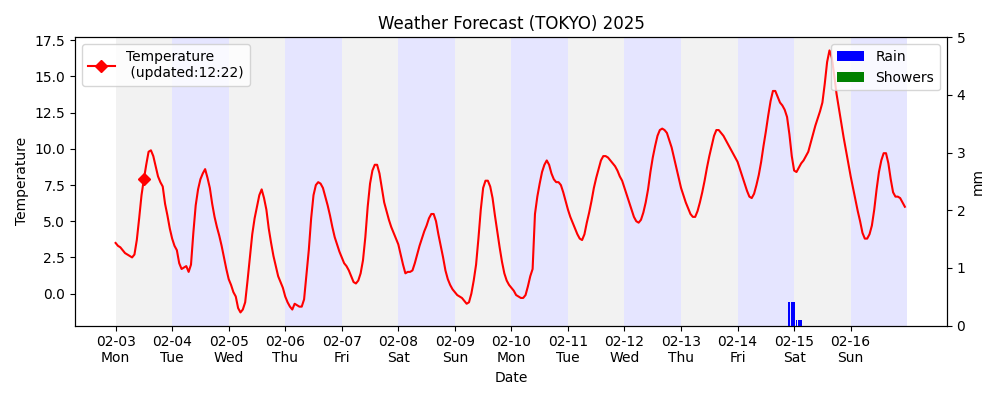 Weather Forecast (TOKYO) 2025
Temperature
(updated:12:22)
Rain
Showers
17.5
15.0
12.5
10.0
7.5
5.0
2.5
0.0
Temperature
5
4
3
2
1
0
mm
02-03 02-04 02-05 02-06 02-07 02-08 02-09 02-10 02-11 02-12 02-13 02-14 02-15 02-16
Mon Tue Wed Thu Fri Sat Sun Mon Tue Wed Thu Fri Sat Sun
Date